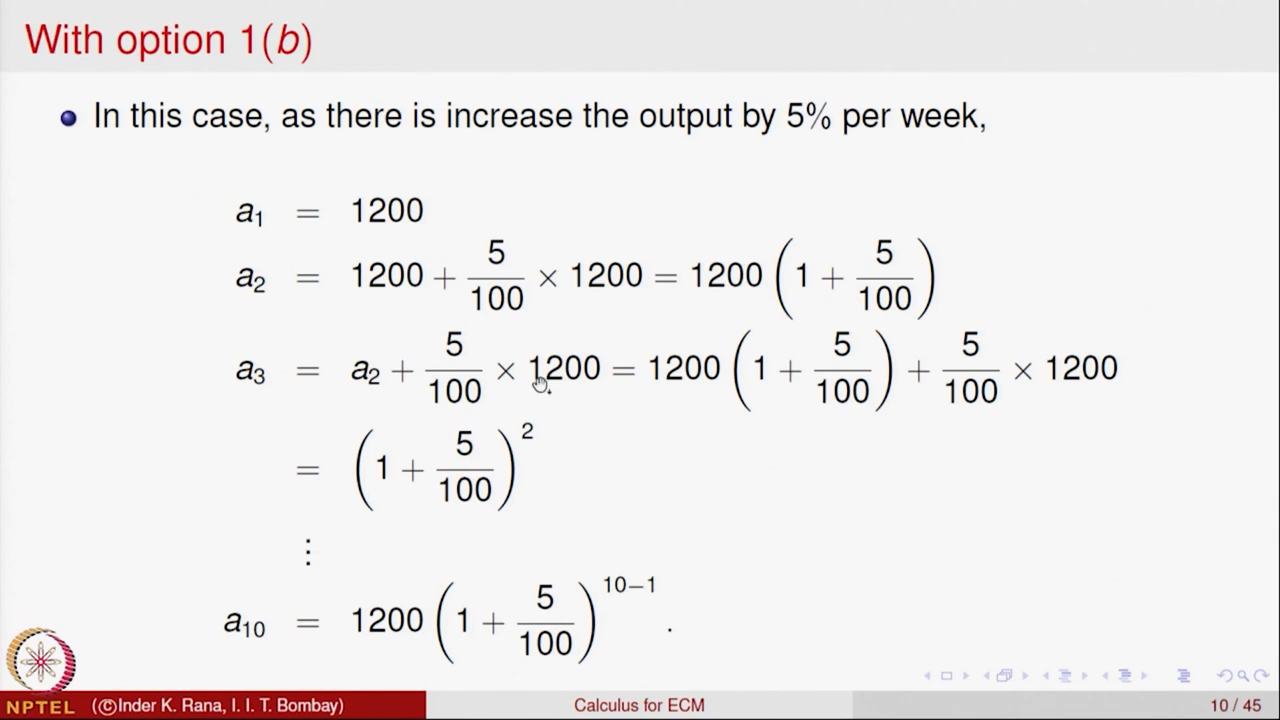 With option 1(b)
In this case, as there is increase the output by 5% per week,
a₁ = 1200
a₂ = 1200 + 5/100 × 1200 = 1200 (1 + 5/100)
a₃ = a₂ + 5/100 × 1200 = 1200 (1 + 5/100) + 5/100 × 1200
= (1 + 5/100)²
⋮
a₁₀ = 1200 (1 + 5/100)¹⁰⁻¹ .
NPTEL (©Inder K. Rana, I. I. T. Bombay) Calculus for ECM 10 / 45